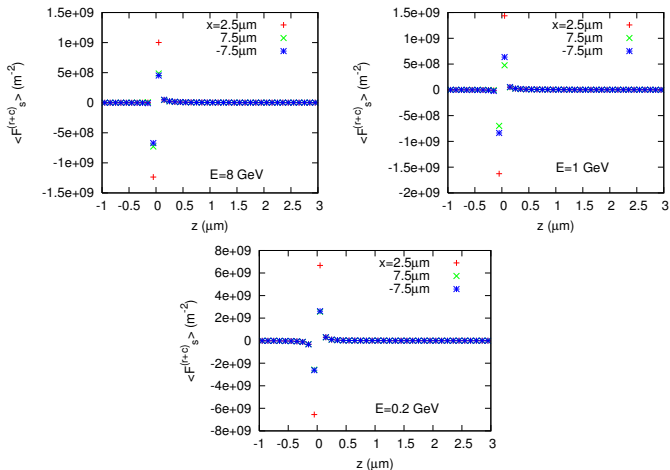 1.5e+09
1e+09
5e+08
0
-5e+08
-1e+09
-1.5e+09
<F^{(r+c)}_s> (m^{-2})
x=2.5μm
7.5μm
-7.5μm
E=8 GeV
-1 -0.5 0 0.5 1 1.5 2 2.5 3
z (μm)
1.5e+09
1e+09
5e+08
0
-5e+08
-1e+09
-1.5e+09
-2e+09
<F^{(r+c)}_s> (m^{-2})
x=2.5μm
7.5μm
-7.5μm
E=1 GeV
-1 -0.5 0 0.5 1 1.5 2 2.5 3
z (μm)
8e+09
6e+09
4e+09
2e+09
0
-2e+09
-4e+09
-6e+09
-8e+09
<F^{(r+c)}_s> (m^{-2})
x=2.5μm
7.5μm
-7.5μm
E=0.2 GeV
-1 -0.5 0 0.5 1 1.5 2 2.5 3
z (μm)